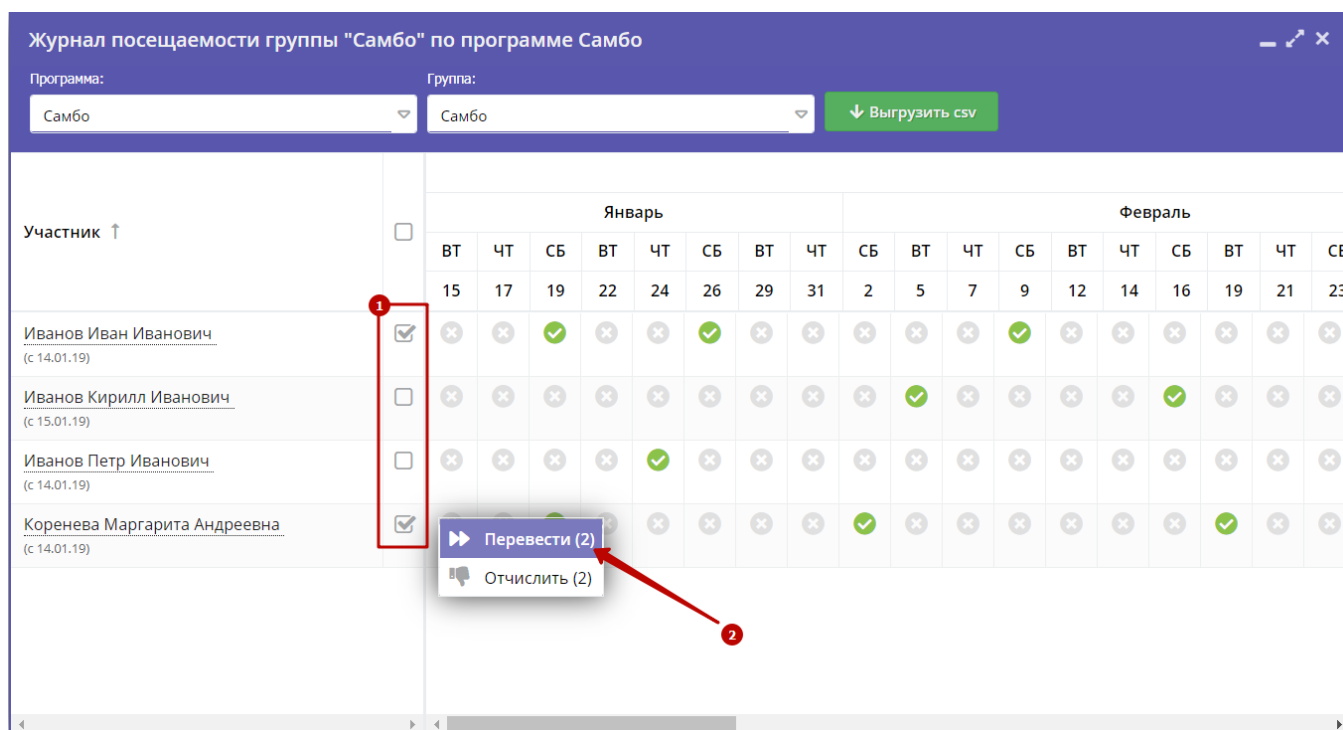 Журнал посещаемости группы "Самбо" по программе Самбо
Программа: Группа:
Самбо Самбо Выгрузить csv
Январь Февраль
Участник ↑
ВТ ЧТ СБ ВТ ЧТ СБ ВТ ЧТ СБ ВТ ЧТ СБ ВТ ЧТ СБ ВТ ЧТ СБ
15 17 19 22 24 26 29 31 2 5 7 9 12 14 16 19 21 23
1
Иванов Иван Иванович
(с 14.01.19)
Иванов Кирилл Иванович
(с 15.01.19)
Иванов Петр Иванович
(с 14.01.19)
Коренева Маргарита Андреевна
(с 14.01.19)
Перевести (2)
Отчислить (2)
2